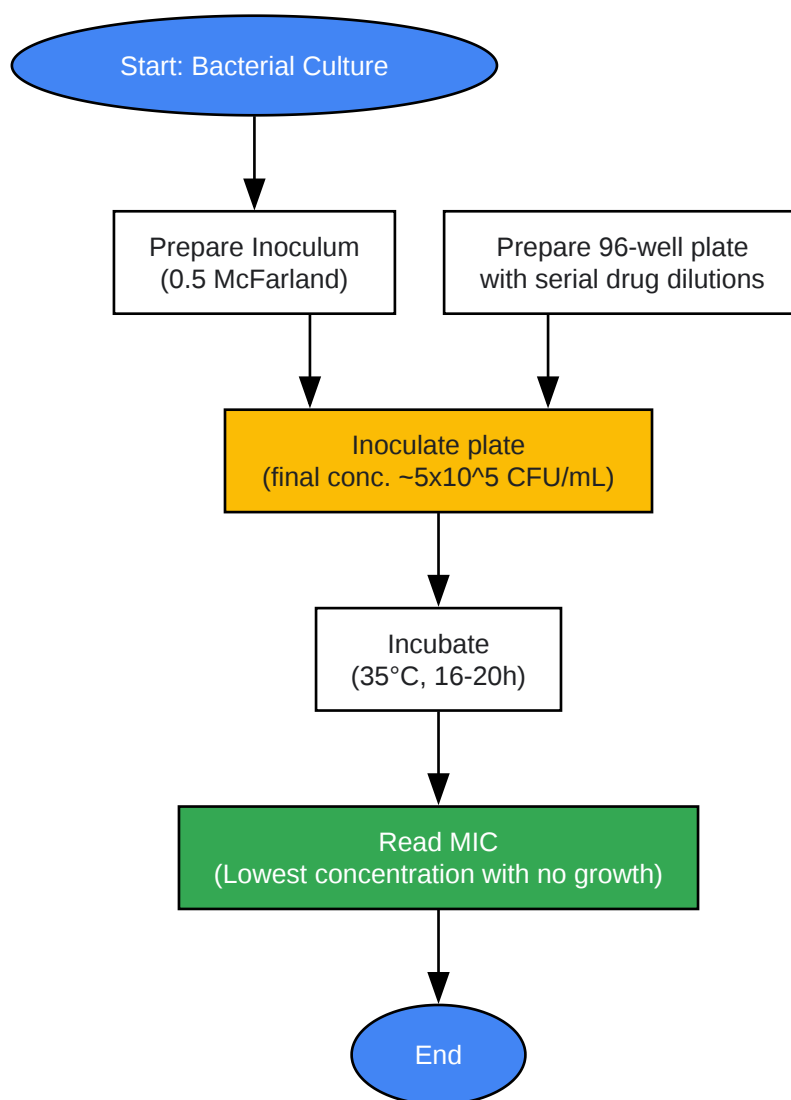 Start: Bacterial Culture
Prepare Inoculum
(0.5 McFarland)
Prepare 96-well plate
with serial drug dilutions
Inoculate plate
(final conc. ~5x10^5 CFU/mL)
Incubate
(35°C, 16-20h)
Read MIC
(Lowest concentration with no growth)
End